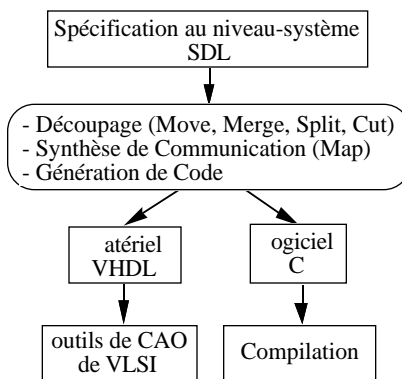 Spécification au niveau-système
SDL
- Découpage (Move, Merge, Split, Cut)
- Synthèse de Communication (Map)
- Génération de Code
atériel
VHDL
ogiciel
C
outils de CAO
de VLSI
Compilation